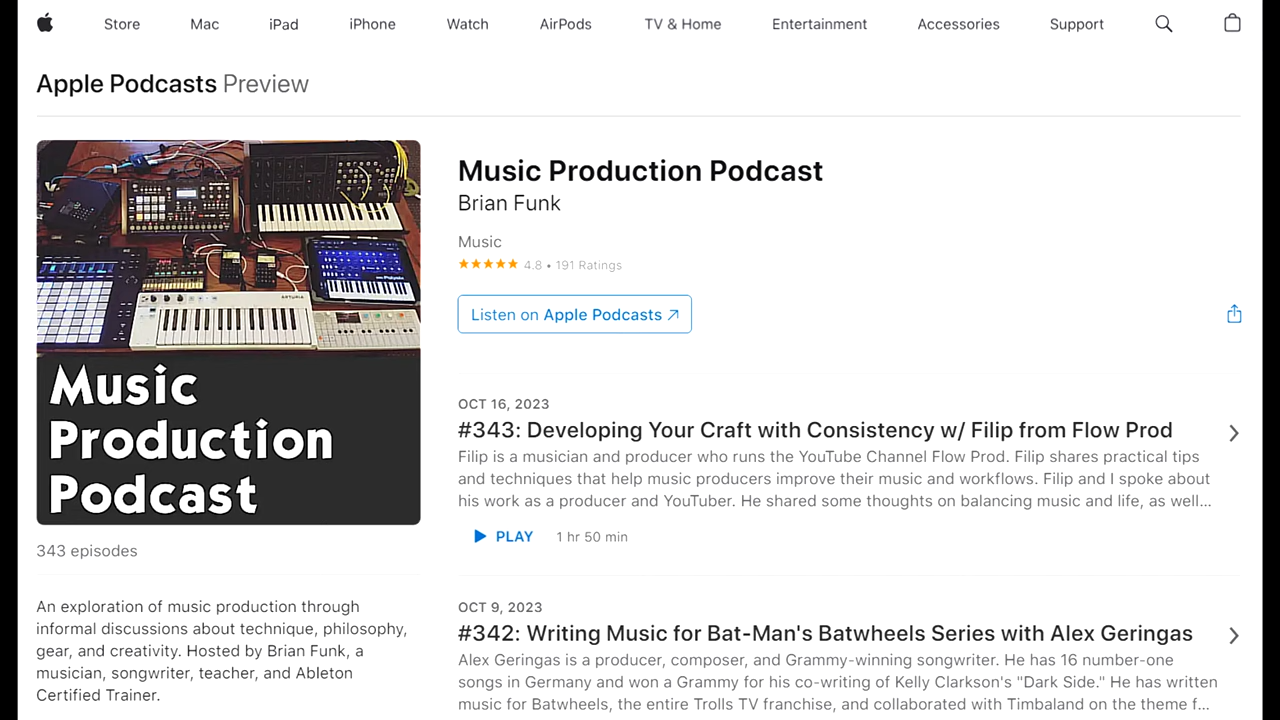 Store Mac iPad iPhone Watch AirPods TV & Home Entertainment Accessories Support
Apple Podcasts Preview
Music
Production
Podcast
343 episodes
An exploration of music production through
informal discussions about technique, philosophy,
gear, and creativity. Hosted by Brian Funk, a
musician, songwriter, teacher, and Ableton
Certified Trainer.
Music Production Podcast
Brian Funk
Music
★★★★★ 4.8 • 191 Ratings
Listen on Apple Podcasts ↗
OCT 16, 2023
#343: Developing Your Craft with Consistency w/ Filip from Flow Prod
Filip is a musician and producer who runs the YouTube Channel Flow Prod. Filip shares practical tips
and techniques that help music producers improve their music and workflows. Filip and I spoke about
his work as a producer and YouTuber. He shared some thoughts on balancing music and life, as well...
PLAY 1 hr 50 min
OCT 9, 2023
#342: Writing Music for Bat-Man's Batwheels Series with Alex Geringas
Alex Geringas is a producer, composer, and Grammy-winning songwriter. He has 16 number-one
songs in Germany and won a Grammy for his co-writing of Kelly Clarkson's "Dark Side." He has written
music for Batwheels, the entire Trolls TV franchise, and collaborated with Timbaland on the theme f...